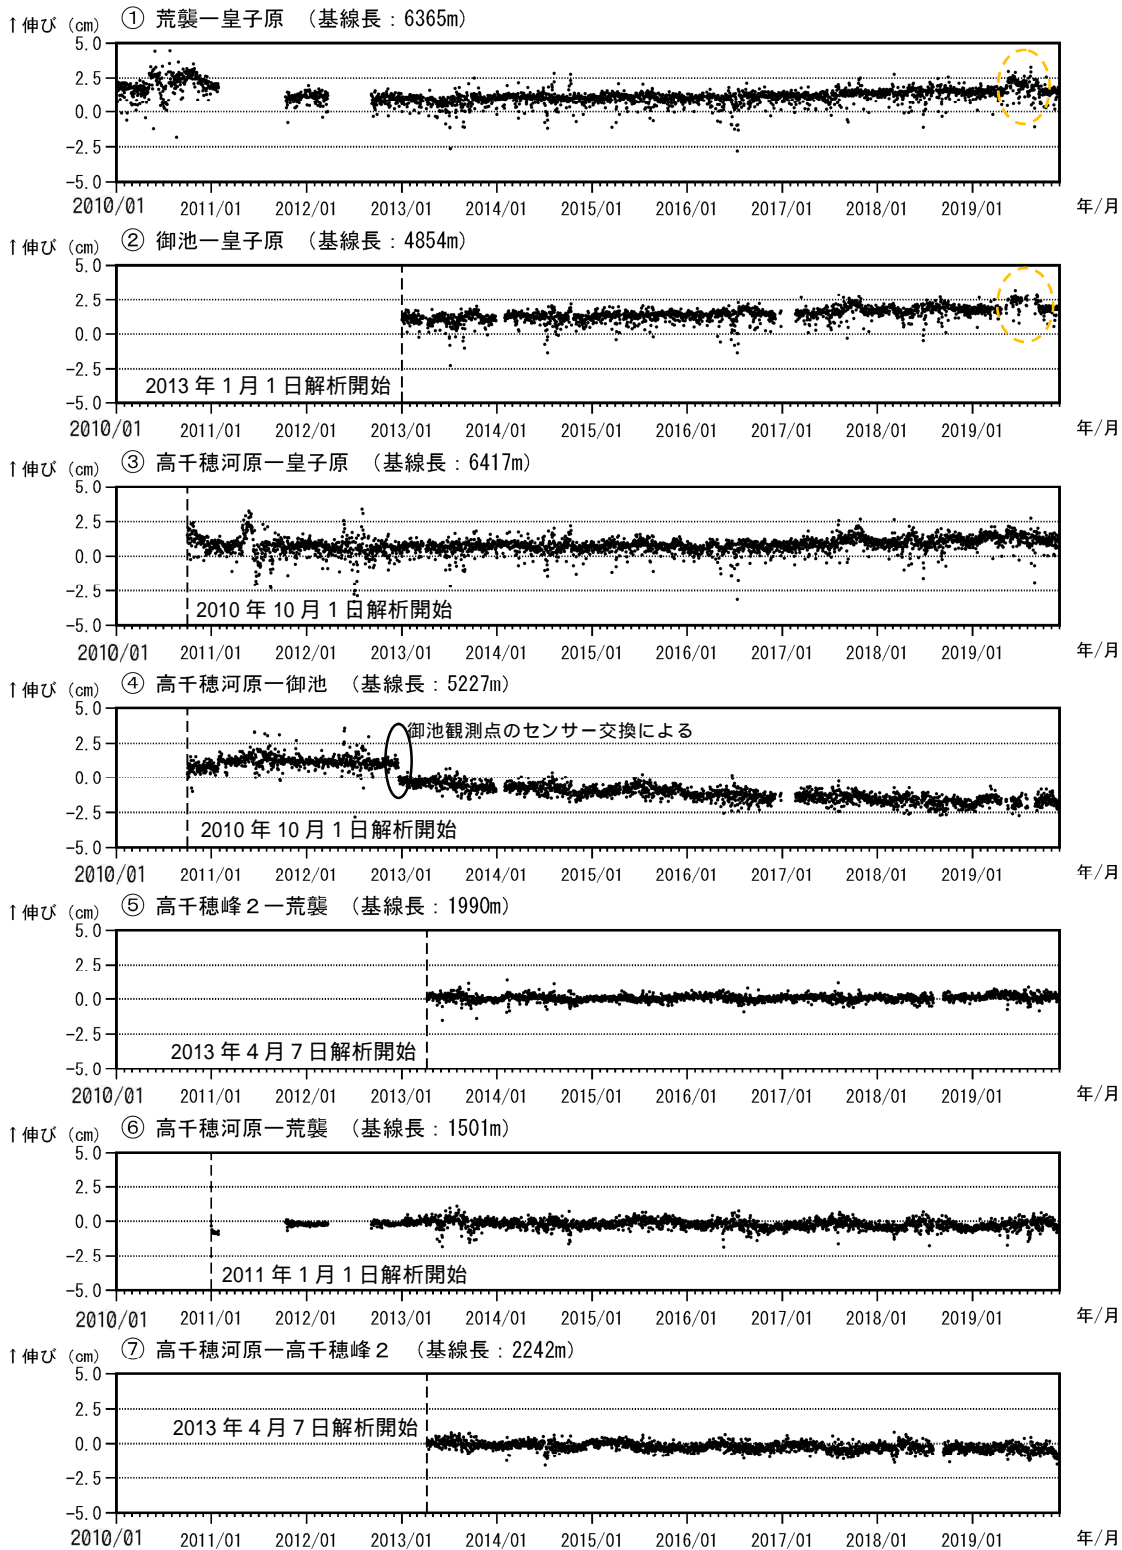 ↑伸び (cm) ① 荒襲―皇子原 (基線長：6365m)
5.0
2.5
0.0
-2.5
-5.0
2010/01 2011/01 2012/01 2013/01 2014/01 2015/01 2016/01 2017/01 2018/01 2019/01 年/月
↑伸び (cm) ② 御池―皇子原 (基線長：4854m)
5.0
2.5
0.0
-2.5
2013年1月1日解析開始
-5.0
2010/01 2011/01 2012/01 2013/01 2014/01 2015/01 2016/01 2017/01 2018/01 2019/01 年/月
↑伸び (cm) ③ 高千穂河原―皇子原 (基線長：6417m)
5.0
2.5
0.0
-2.5
2010年10月1日解析開始
-5.0
2010/01 2011/01 2012/01 2013/01 2014/01 2015/01 2016/01 2017/01 2018/01 2019/01 年/月
↑伸び (cm) ④ 高千穂河原―御池 (基線長：5227m)
5.0
御池観測点のセンサー交換による
2.5
0.0
-2.5
2010年10月1日解析開始
-5.0
2010/01 2011/01 2012/01 2013/01 2014/01 2015/01 2016/01 2017/01 2018/01 2019/01 年/月
↑伸び (cm) ⑤ 高千穂峰２―荒襲 (基線長：1990m)
5.0
2.5
0.0
-2.5
2013年4月7日解析開始
-5.0
2010/01 2011/01 2012/01 2013/01 2014/01 2015/01 2016/01 2017/01 2018/01 2019/01 年/月
↑伸び (cm) ⑥ 高千穂河原―荒襲 (基線長：1501m)
5.0
2.5
0.0
-2.5
2011年1月1日解析開始
-5.0
2010/01 2011/01 2012/01 2013/01 2014/01 2015/01 2016/01 2017/01 2018/01 2019/01 年/月
↑伸び (cm) ⑦ 高千穂河原―高千穂峰２ (基線長：2242m)
5.0
2.5
2013年4月7日解析開始
0.0
-2.5
-5.0
2010/01 2011/01 2012/01 2013/01 2014/01 2015/01 2016/01 2017/01 2018/01 2019/01 年/月